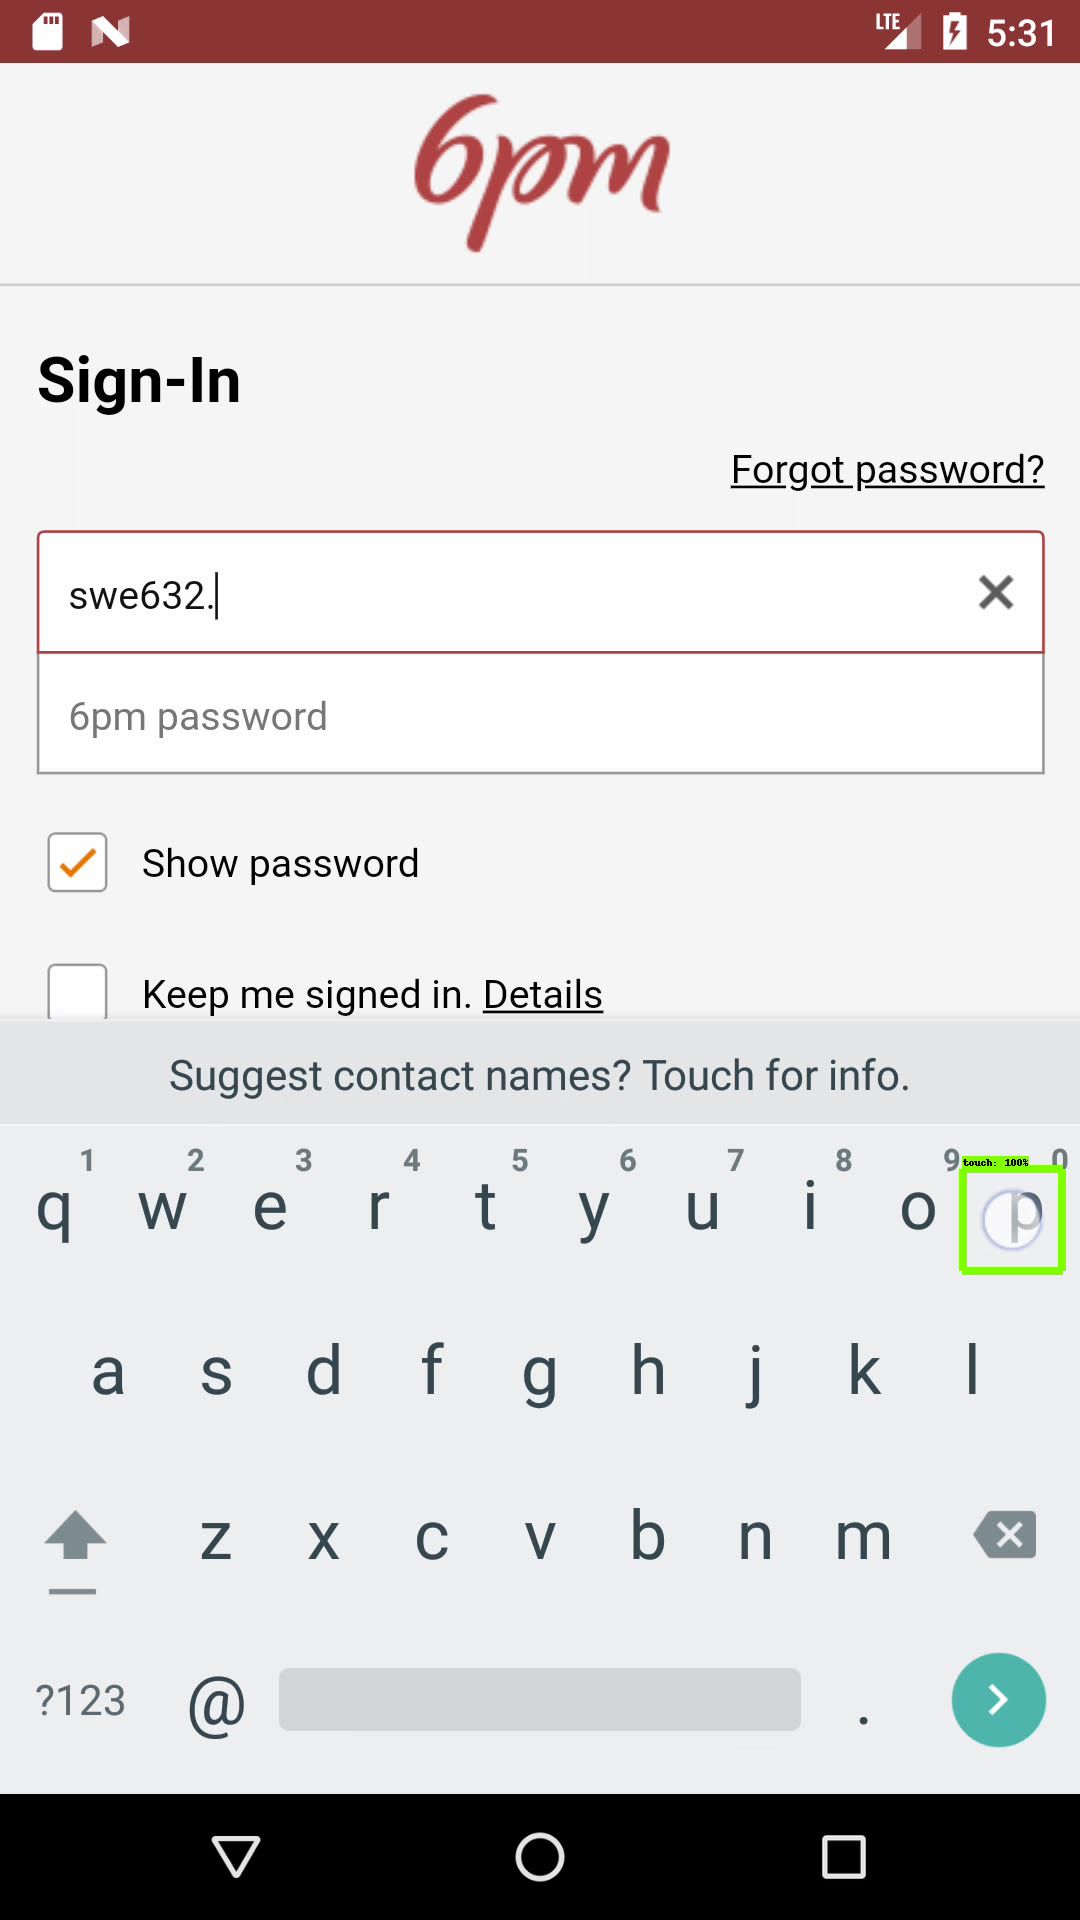 LTE 5:31
6pm
Sign-In
Forgot password?
swe632.
6pm password
Show password
Keep me signed in. Details
Suggest contact names? Touch for info.
1 2 3 4 5 6 7 8 9 0
touch: 100%
q w e r t y u i o p
a s d f g h j k l
z x c v b n m
?123 @ .